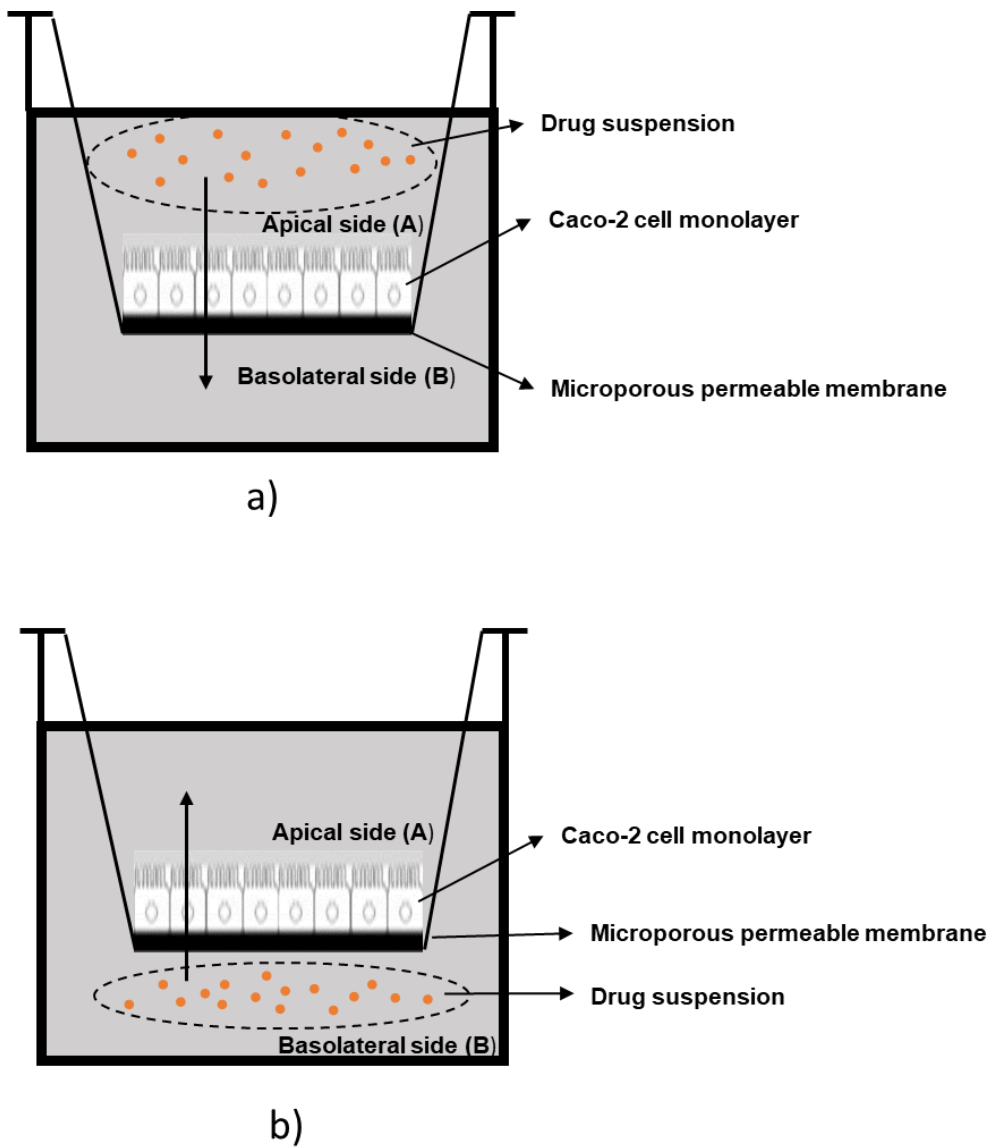 Drug suspension
Apical side (A)
Caco-2 cell monolayer
Basolateral side (B)
Microporous permeable membrane
a)
Apical side (A)
Caco-2 cell monolayer
Microporous permeable membrane
Drug suspension
Basolateral side (B)
b)